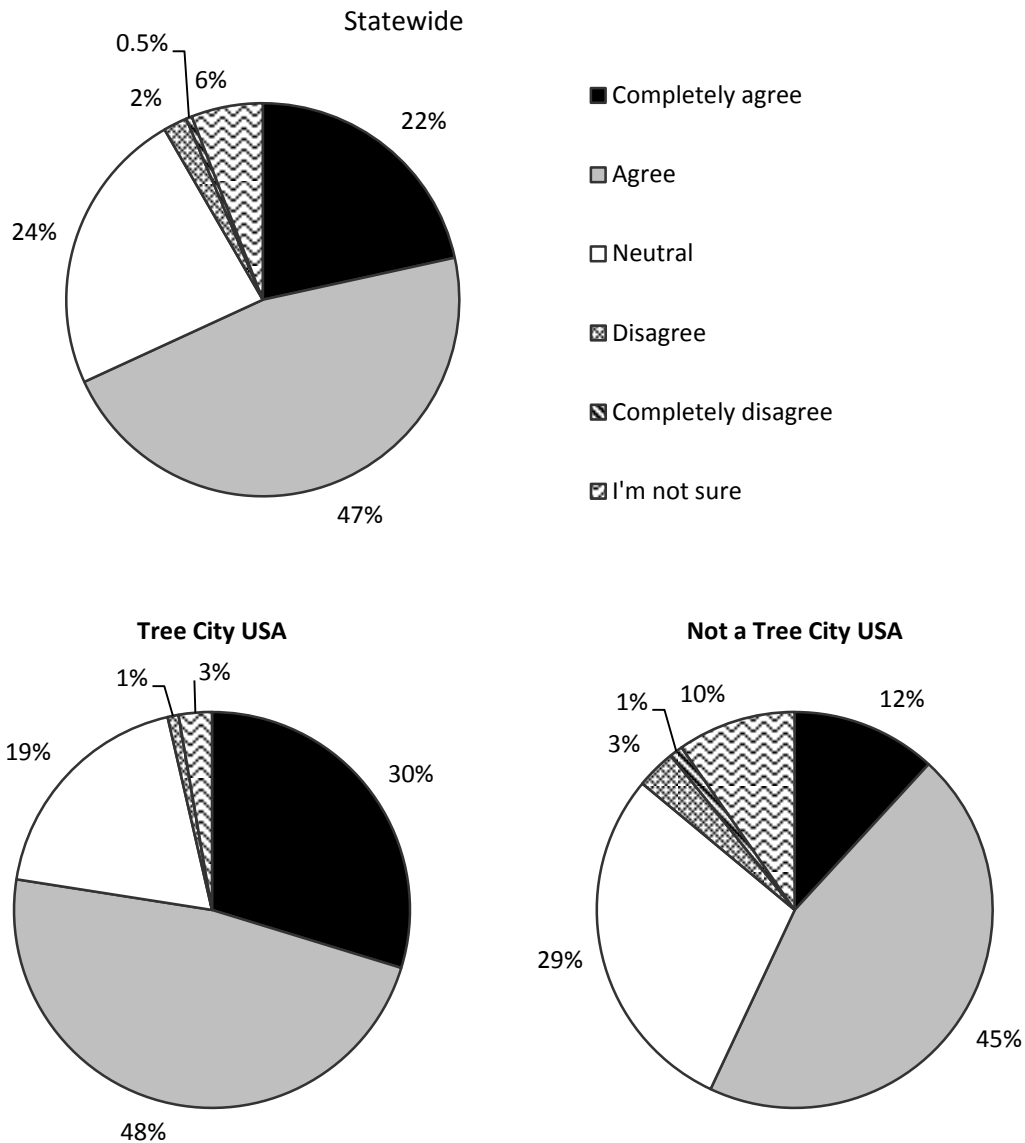 Statewide
0.5%
6%
2%
22%
24%
47%
Completely agree
Agree
Neutral
Disagree
Completely disagree
I'm not sure
Tree City USA
1%
3%
19%
30%
48%
Not a Tree City USA
1%
10%
12%
3%
29%
45%